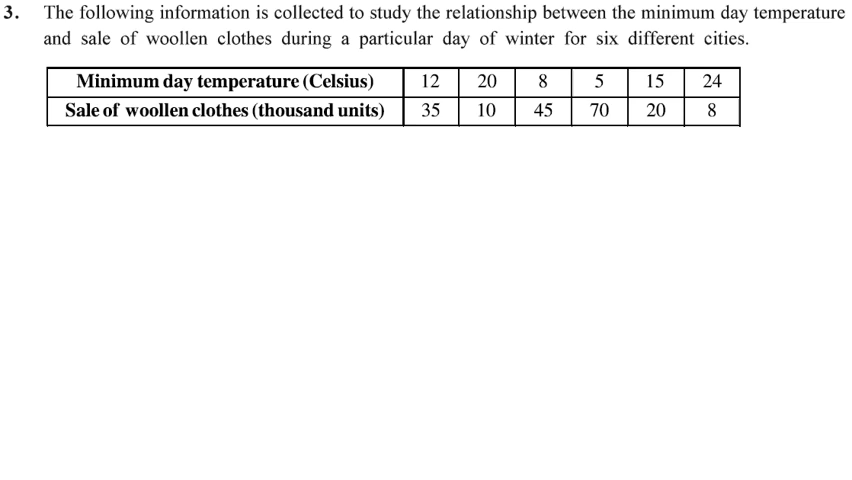 3. The following information is collected to study the relationship between the minimum day temperature
and sale of woollen clothes during a particular day of winter for six different cities.
Minimum day temperature (Celsius) 12 20 8 5 15 24
Sale of woollen clothes (thousand units) 35 10 45 70 20 8